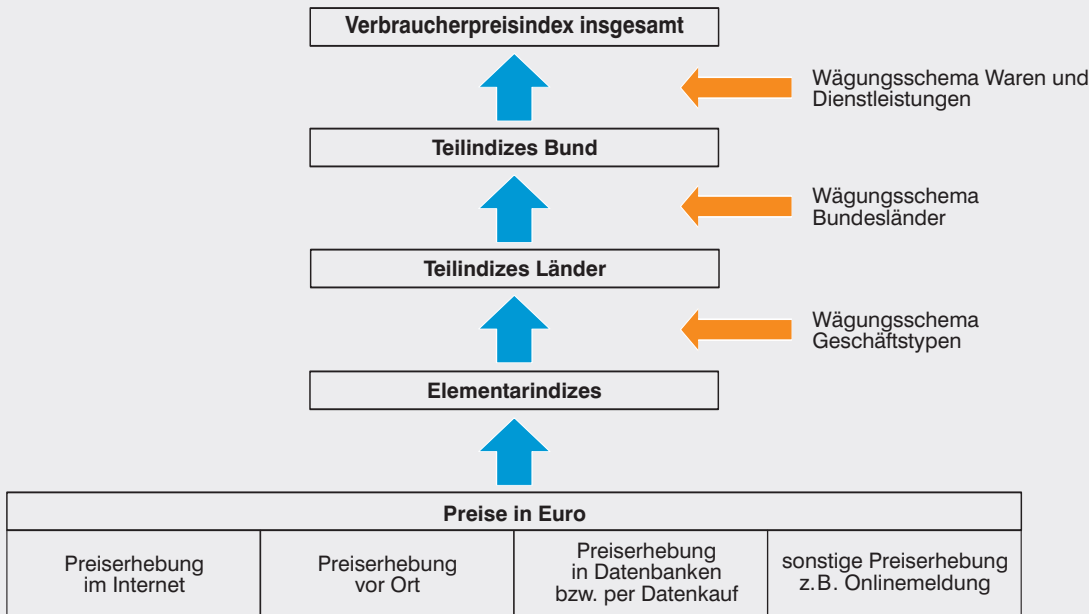 Verbraucherpreisindex insgesamt
Wägungsschema Waren und
Dienstleistungen
Teilindizes Bund
Wägungsschema
Bundesländer
Teilindizes Länder
Wägungsschema
Geschäftstypen
Elementarindizes
Preise in Euro
Preiserhebung
im Internet
Preiserhebung
vor Ort
Preiserhebung
in Datenbanken
bzw. per Datenkauf
sonstige Preiserhebung
z.B. Onlinemeldung